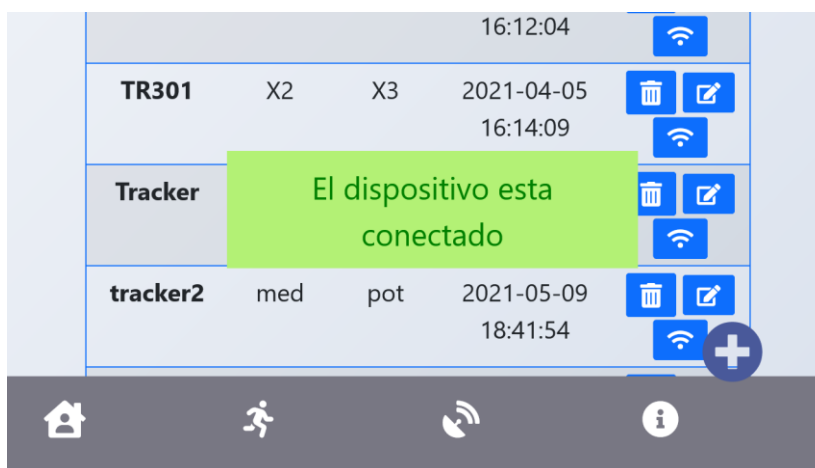 16:12:04
TR301 X2 X3 2021-04-05
16:14:09
Tracker El dispositivo esta
conectado
tracker2 med pot 2021-05-09
18:41:54